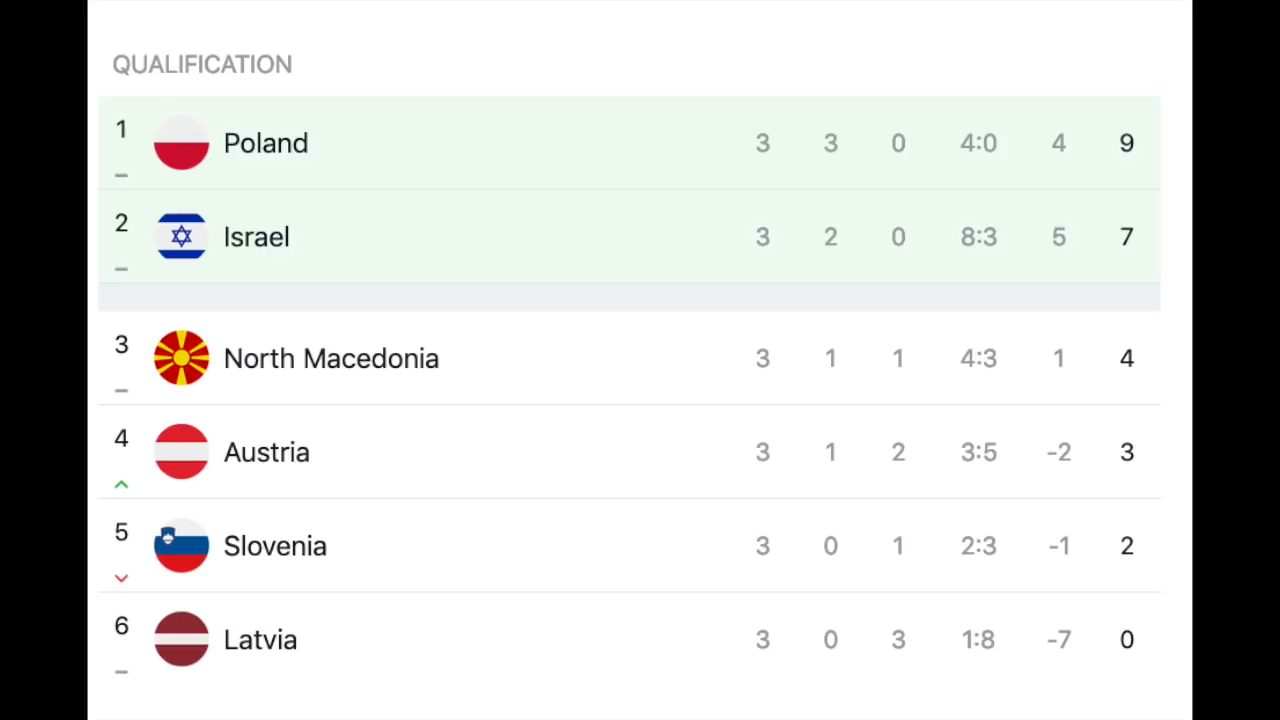 QUALIFICATION
1 Poland 3 3 0 4:0 4 9
2 Israel 3 2 0 8:3 5 7
3 North Macedonia 3 1 1 4:3 1 4
4 Austria 3 1 2 3:5 -2 3
5 Slovenia 3 0 1 2:3 -1 2
6 Latvia 3 0 3 1:8 -7 0